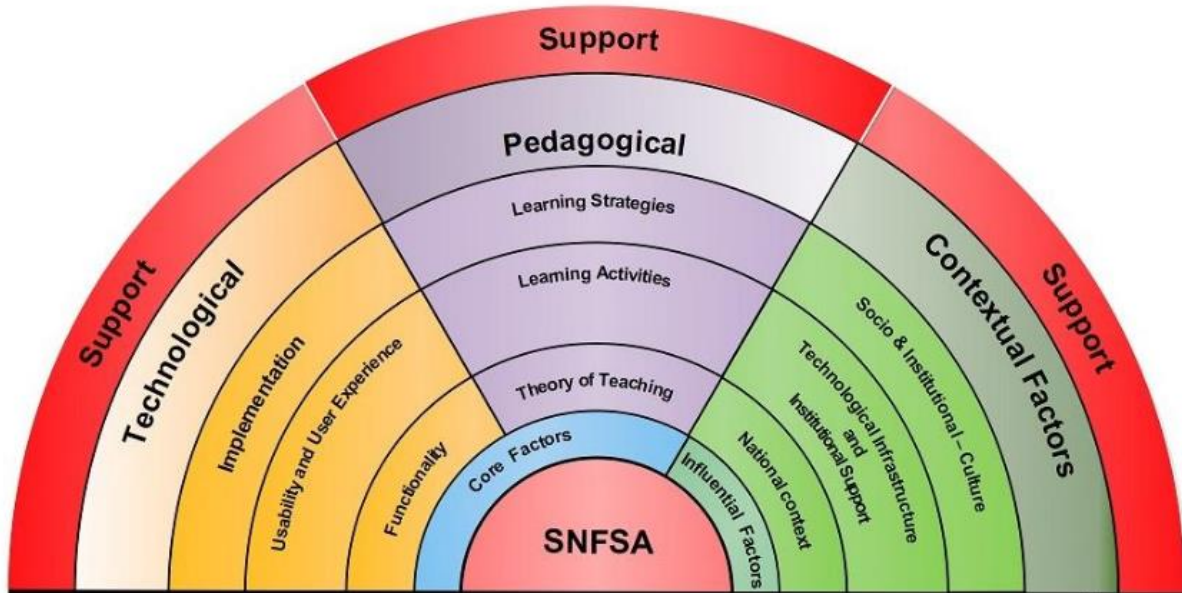 Support
Support
Support
Pedagogical
Technological
Contextual Factors
Learning Strategies
Learning Activities
Theory of Teaching
Implementation
Usability and User Experience
Functionality
Socio & Institutional – Culture
Technological Infrastructure
and
Institutional Support
National context
Core Factors
Influential Factors
SNFSA